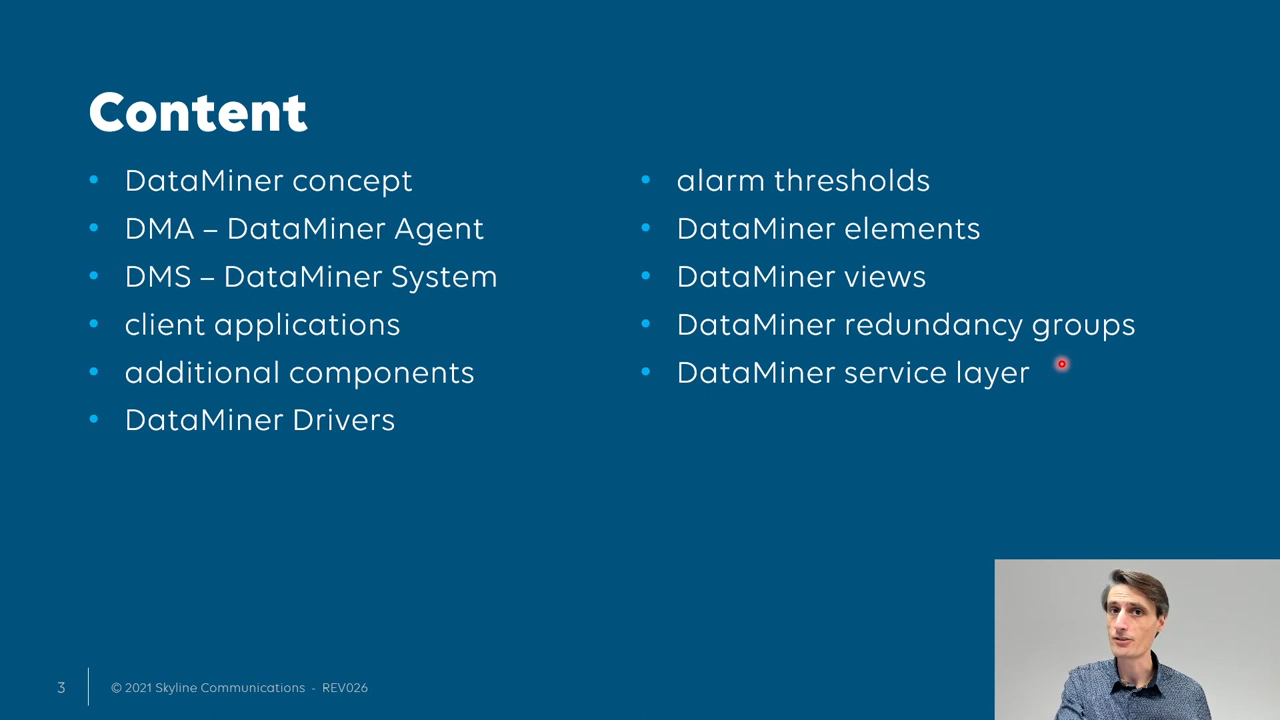 Content
• DataMiner concept
• DMA – DataMiner Agent
• DMS – DataMiner System
• client applications
• additional components
• DataMiner Drivers
• alarm thresholds
• DataMiner elements
• DataMiner views
• DataMiner redundancy groups
• DataMiner service layer
3
© 2021 Skyline Communications - REV026